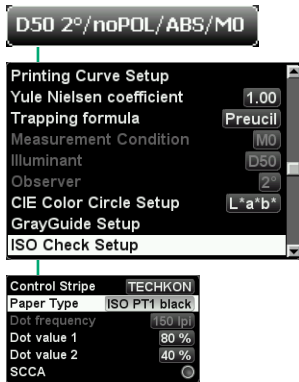 D50 2°/noPOL/ABS/M0
Printing Curve Setup
Yule Nielsen coefficient 1.00
Trapping formula Preucil
Measurement Condition M0
Illuminant D50
Observer 2°
CIE Color Circle Setup L*a*b*
GrayGuide Setup
ISO Check Setup
Control Stripe TECHKON
Paper Type ISO PT1 black
Dot frequency 150 lpi
Dot value 1 80 %
Dot value 2 40 %
SCCA